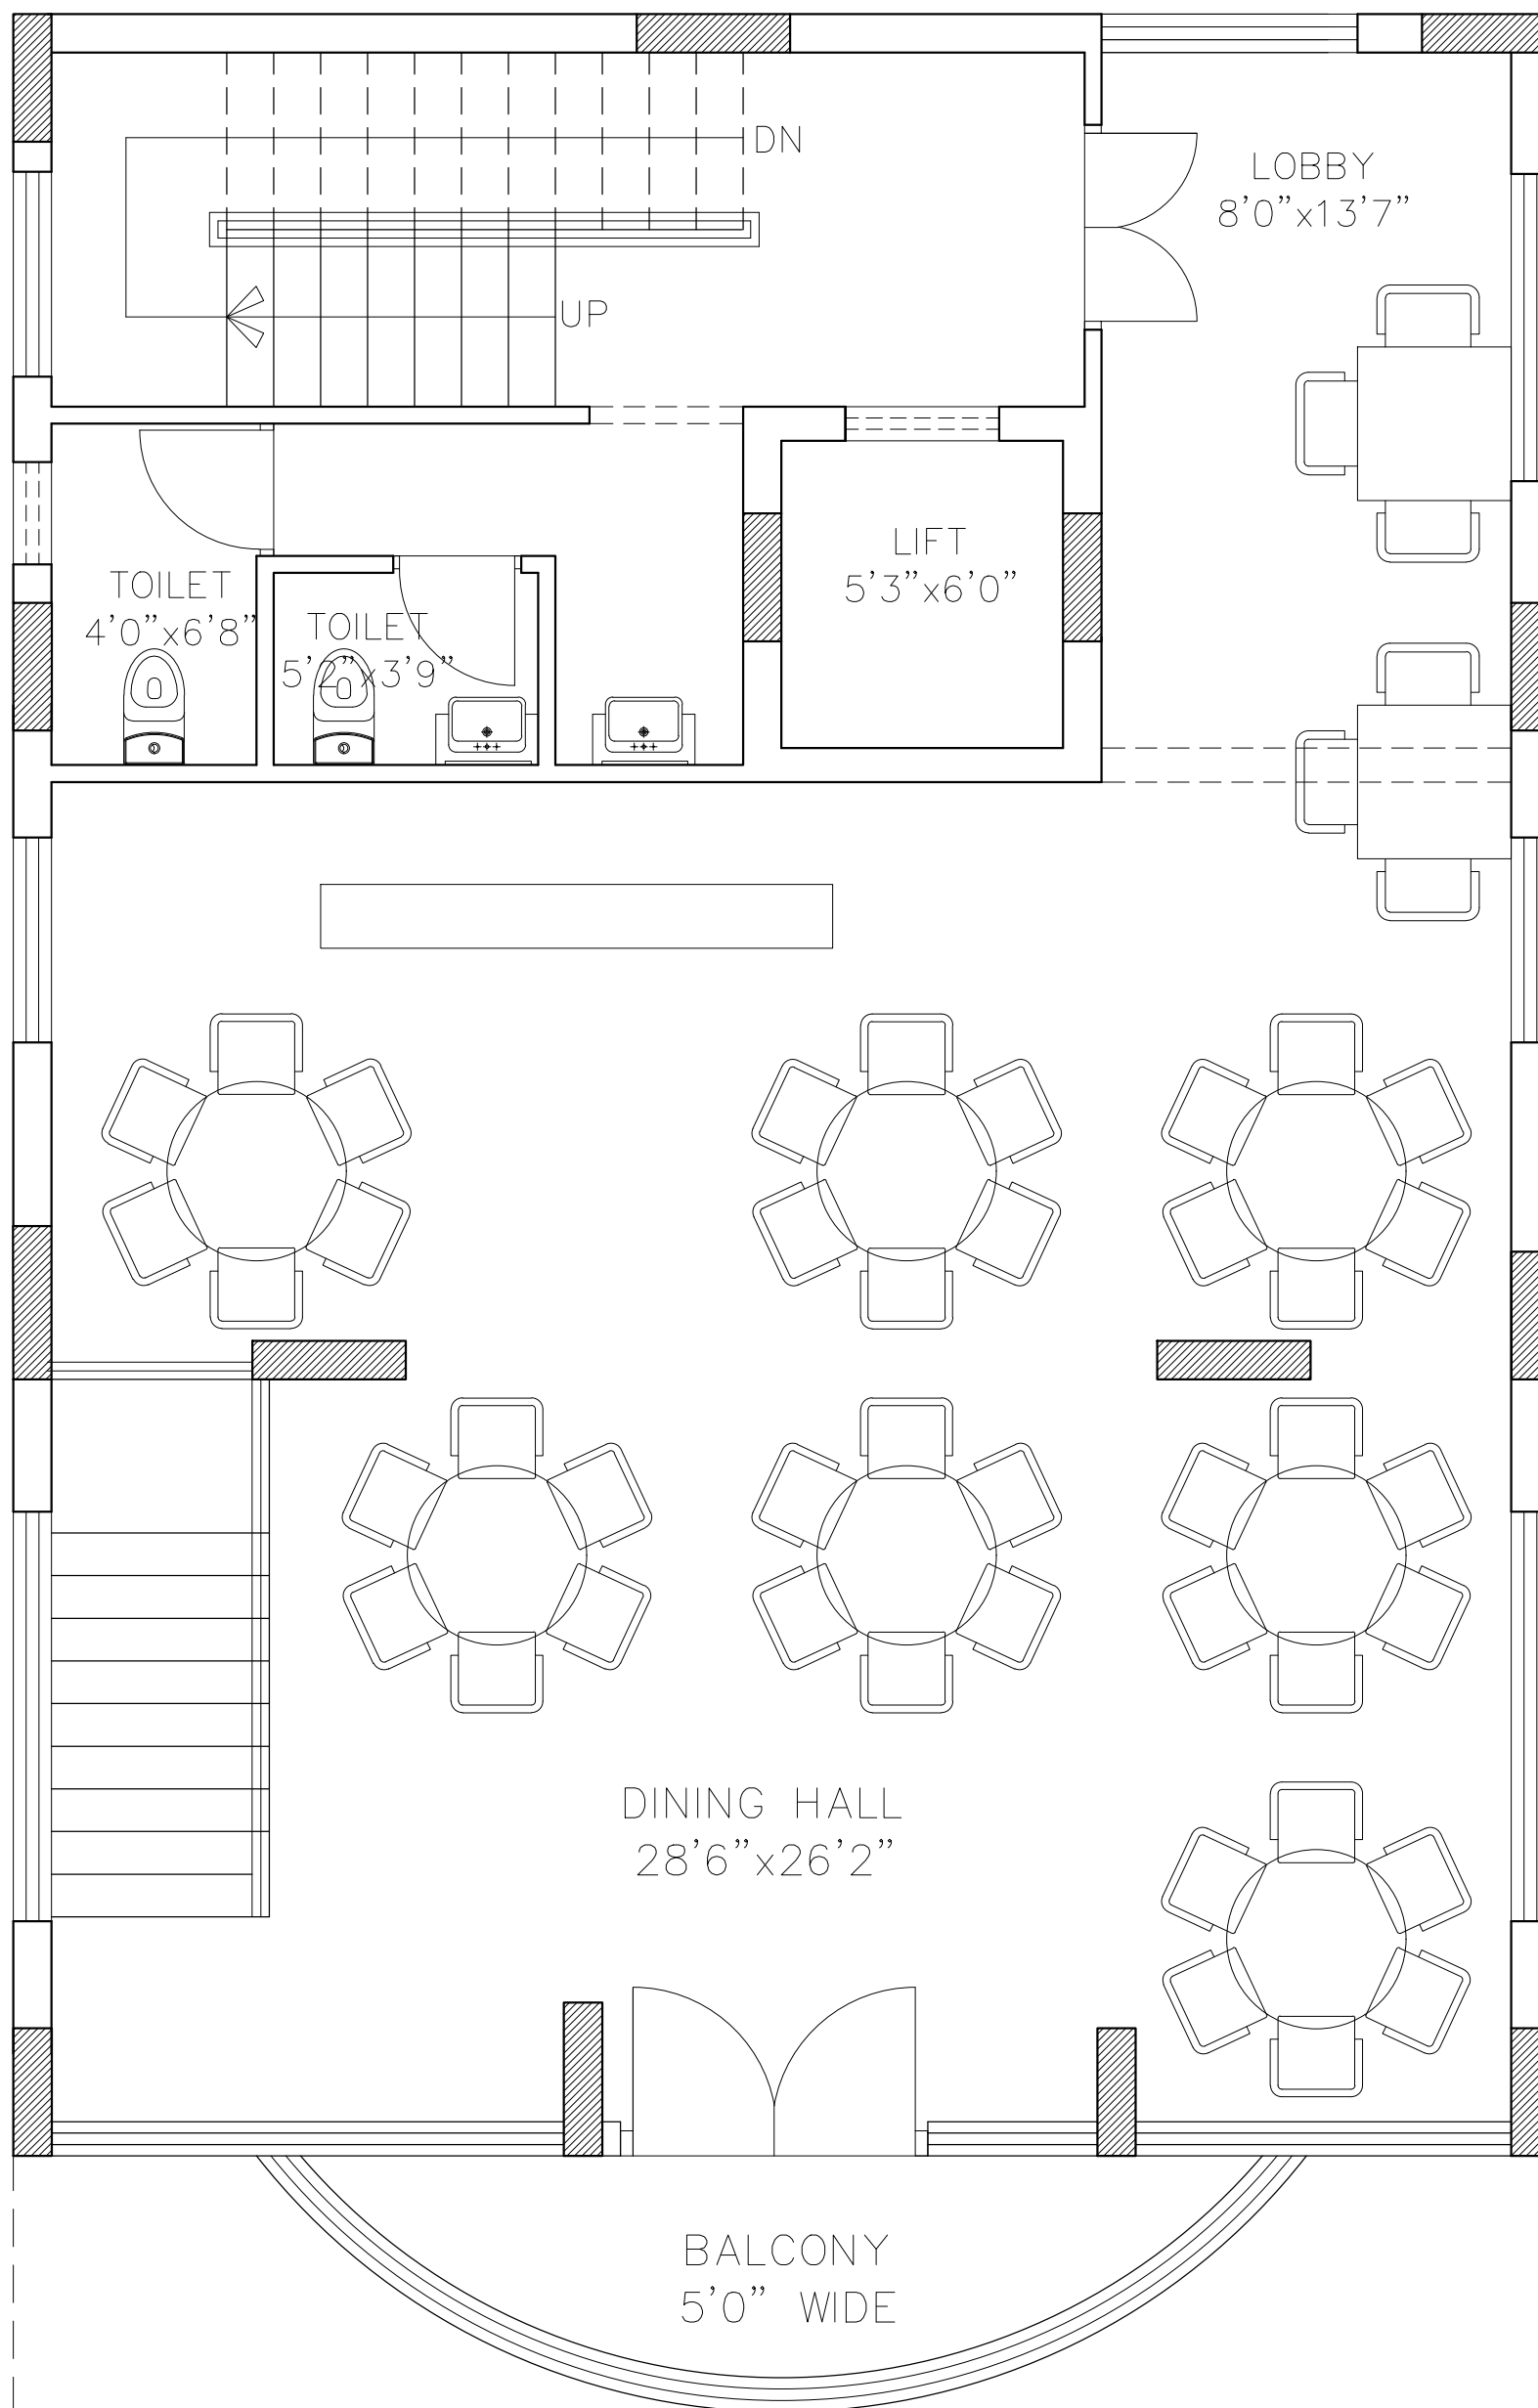 DN
LOBBY
8'0"x13'7"
UP
LIFT
5'3"x6'0"
TOILET
4'0"x6'8"
TOILET
5'2"x3'9"
DINING HALL
28'6"x26'2"
BALCONY
5'0" WIDE